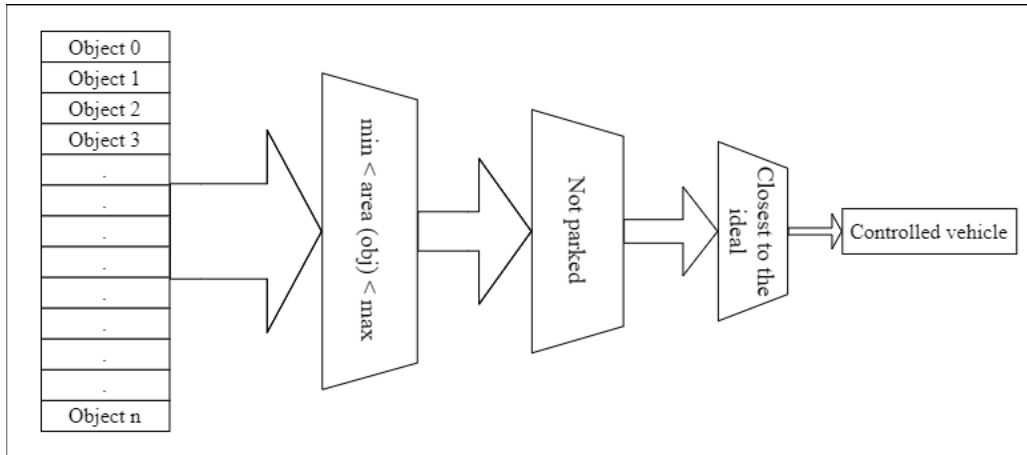 Object 0
Object 1
Object 2
Object 3
.
.
.
.
.
.
.
.
Object n
min < area (obj) < max
Not parked
Closest to the
ideal
Controlled vehicle